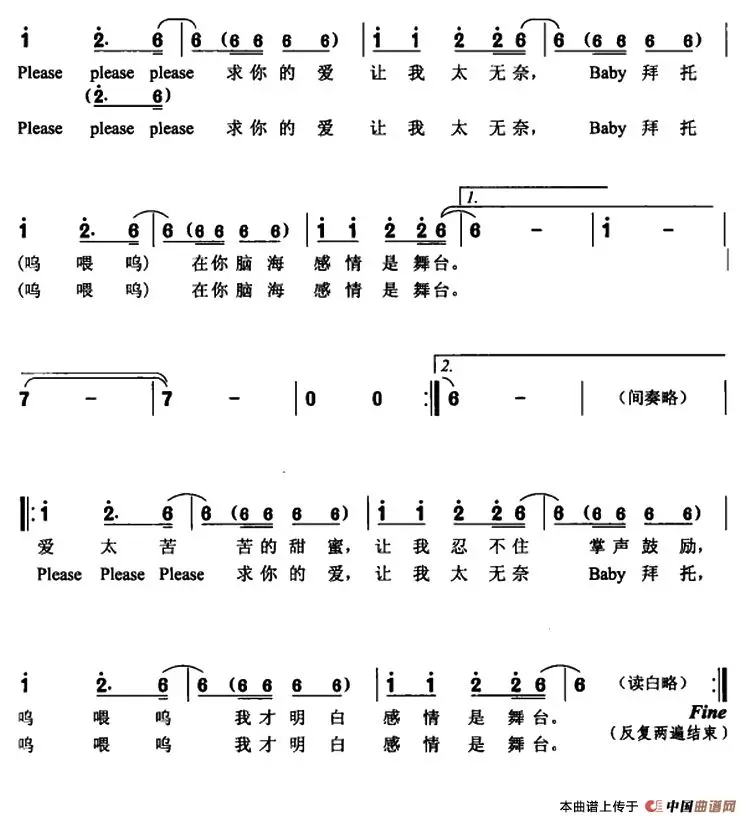 i 2. 6 | 6 (6 6 6 6) | i i 2 2 6 | 6 (6 6 6 6) |
Please please please 求你的爱 让我太无奈, Baby 拜托
(2. 6)
Please please please 求你的爱 让我太无奈, Baby 拜托
1.
i 2. 6 | 6 (6 6 6 6) | i i 2 2 6 | 6 - | i - |
(呜 喂 呜) 在你脑海 感情是舞台。
(呜 喂 呜) 在你脑海 感情是舞台。
2.
7 - | 7 - | 0 0 :| 6 - | (间奏略) |
|: i 2. 6 | 6 (6 6 6 6) | i i 2 2 6 | 6 (6 6 6 6) |
爱 太 苦 苦的甜蜜, 让我忍不住 掌声鼓励,
Please Please Please 求你的爱, 让我太无奈 Baby 拜托,
i 2. 6 | 6 (6 6 6 6) | i i 2 2 6 | 6 (读白略) :|
呜 喂 呜 我才明白 感情是舞台。 Fine
呜 喂 呜 我才明白 感情是舞台。 (反复两遍结束)
本曲谱上传于 中国曲谱网